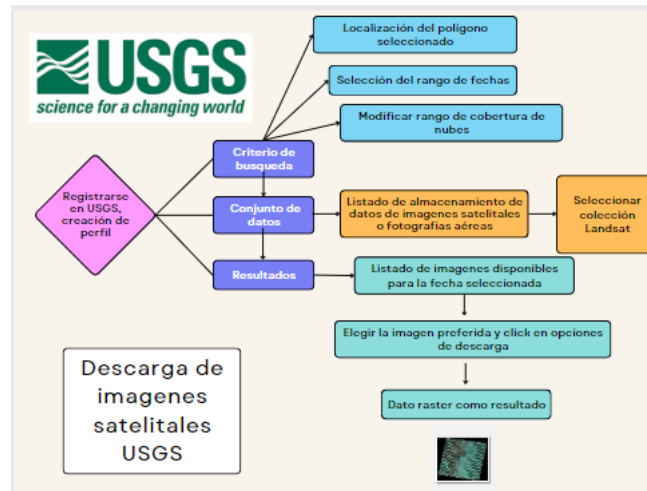 USGS
science for a changing world
Localización del polígono
seleccionado
Selección del rango de fechas
Modificar rango de cobertura de
nubes
Criterio de
busqueda
Registrarse
en USGS,
creación de
perfil
Conjunto de
datos
Listado de almacenamiento de
datos de imagenes satelitales
o fotografías aéreas
Seleccionar
colección
Landsat
Resultados
Listado de imagenes disponibles
para la fecha seleccionada
Elegir la imagen preferida y click en opciones
de descarga
Descarga de
imagenes
satelitales
USGS
Dato raster como resultado